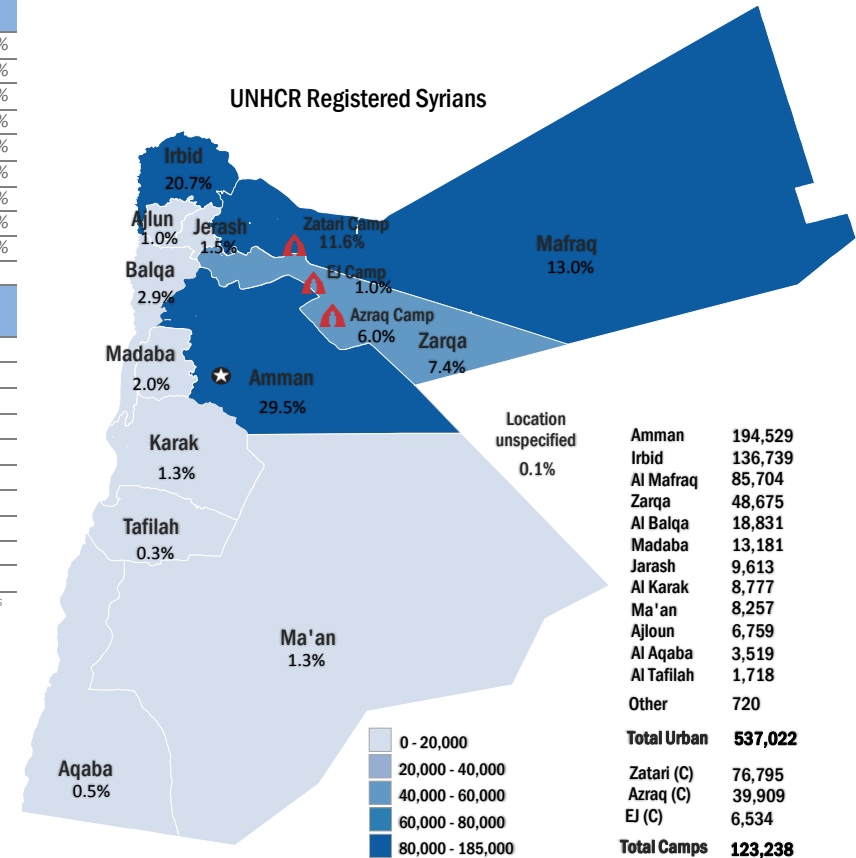 %
%
%
%
%
%
%
%
%
s
UNHCR Registered Syrians
Irbid
20.7%
Ajlun
1.0%
Jerash
1.5%
Zatari Camp
11.6%
Mafraq
13.0%
EJ Camp
1.0%
Balqa
2.9%
Azraq Camp
6.0%
Zarqa
7.4%
Madaba
2.0%
Amman
29.5%
Location
unspecified
0.1%
Karak
1.3%
Tafilah
0.3%
Ma'an
1.3%
Aqaba
0.5%
0 - 20,000
20,000 - 40,000
40,000 - 60,000
60,000 - 80,000
80,000 - 185,000
Amman 194,529
Irbid 136,739
Al Mafraq 85,704
Zarqa 48,675
Al Balqa 18,831
Madaba 13,181
Jarash 9,613
Al Karak 8,777
Ma'an 8,257
Ajloun 6,759
Al Aqaba 3,519
Al Tafilah 1,718
Other 720
Total Urban 537,022
Zatari (C) 76,795
Azraq (C) 39,909
EJ (C) 6,534
Total Camps 123,238